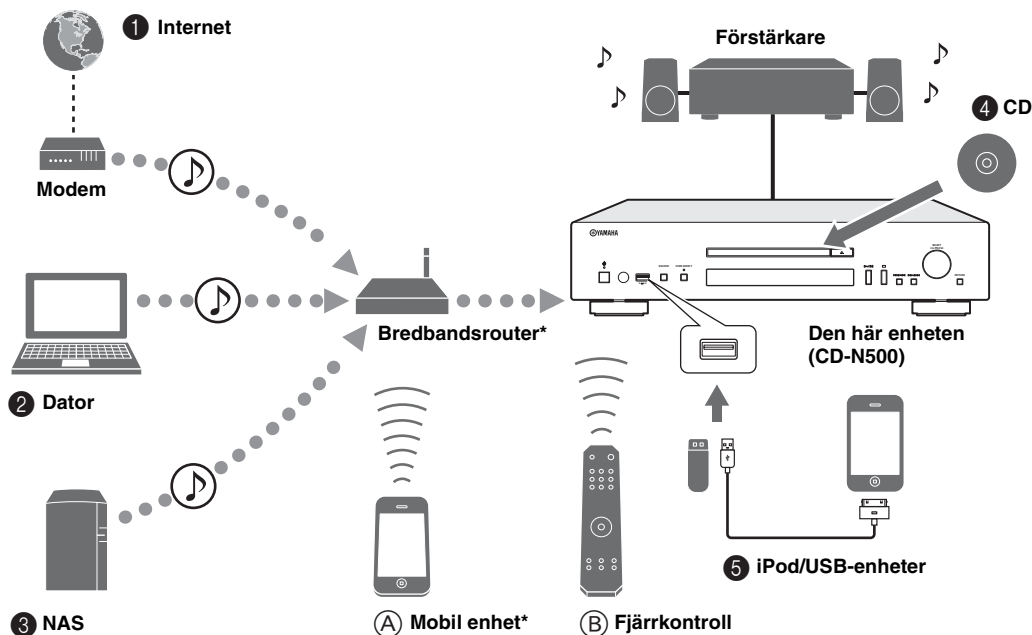 1 Internet
Förstärkare
4 CD
Modem
YAMAHA
Bredbandsrouter*
Den här enheten
(CD-N500)
2 Dator
5 iPod/USB-enheter
3 NAS
A Mobil enhet*
B Fjärrkontroll